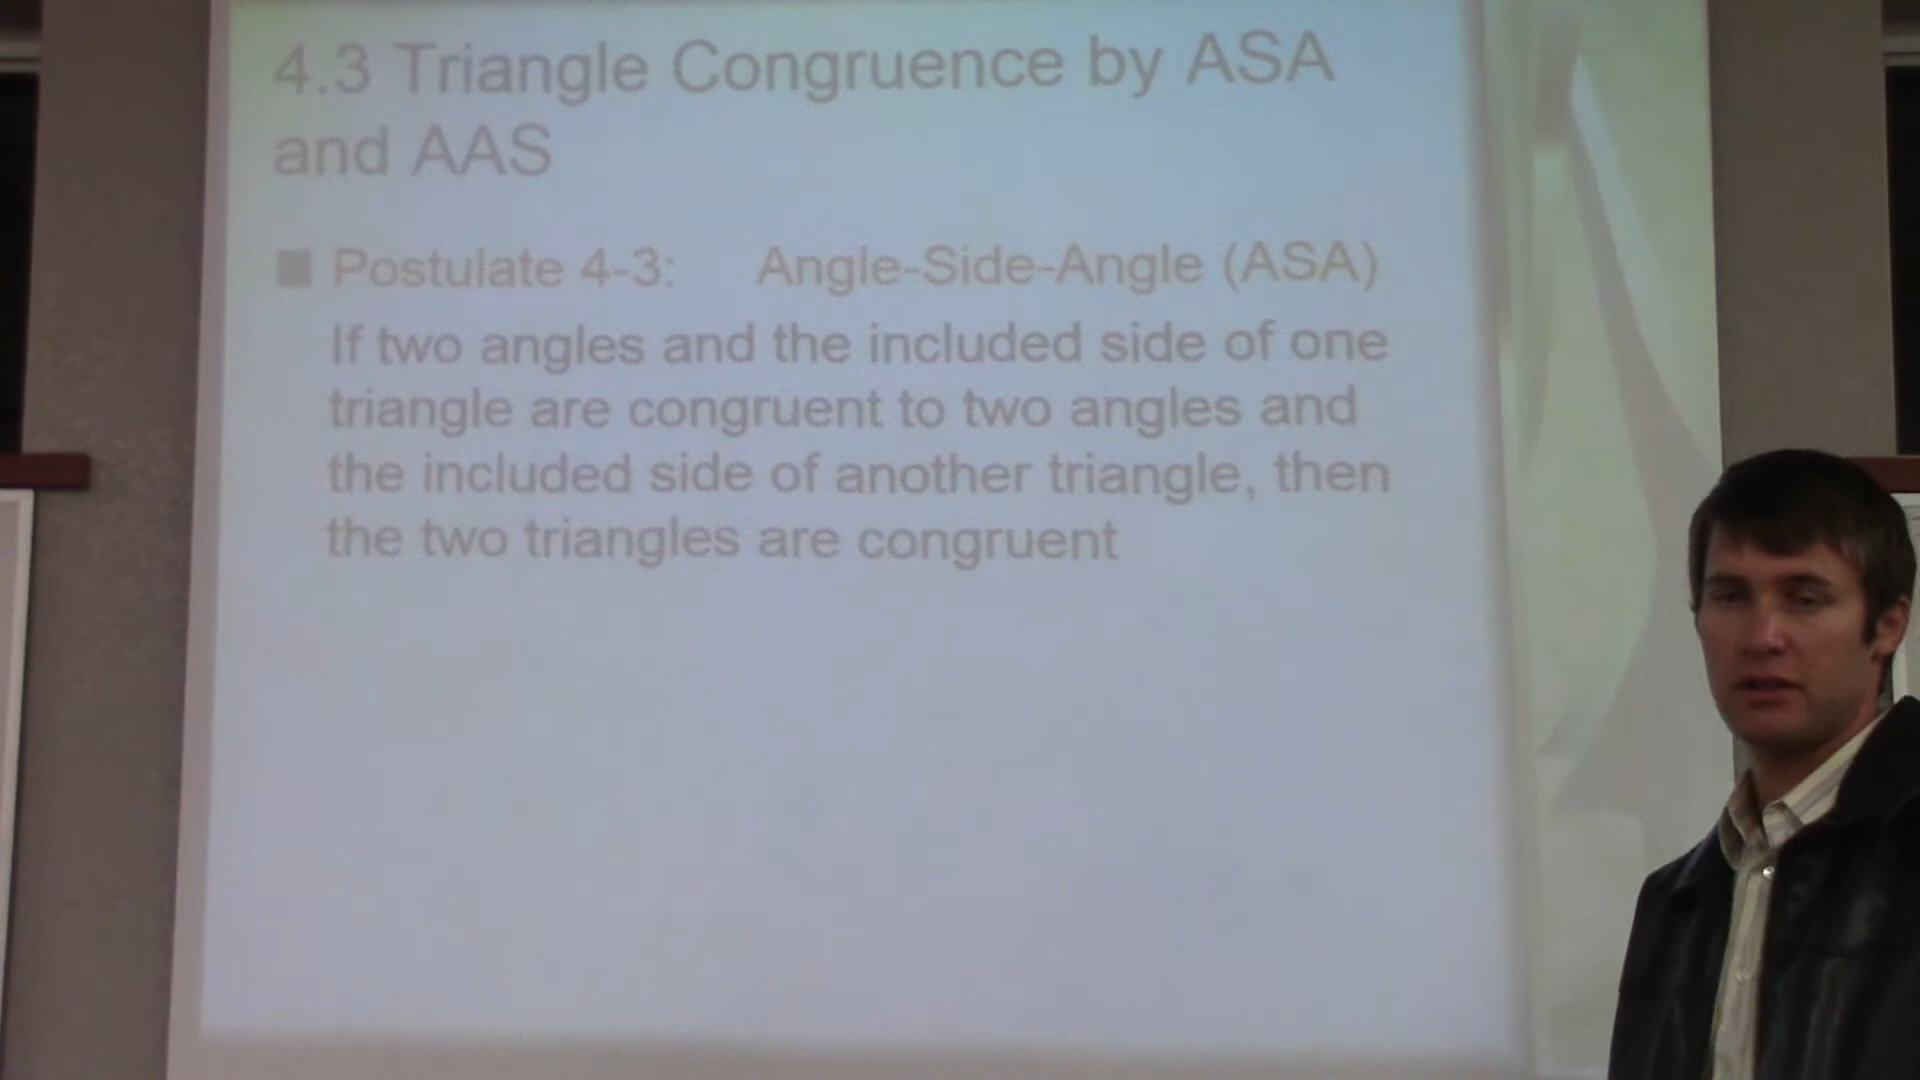 4.3 Triangle Congruence by ASA
and AAS
Postulate 4-3: Angle-Side-Angle (ASA)
If two angles and the included side of one
triangle are congruent to two angles and
the included side of another triangle, then
the two triangles are congruent